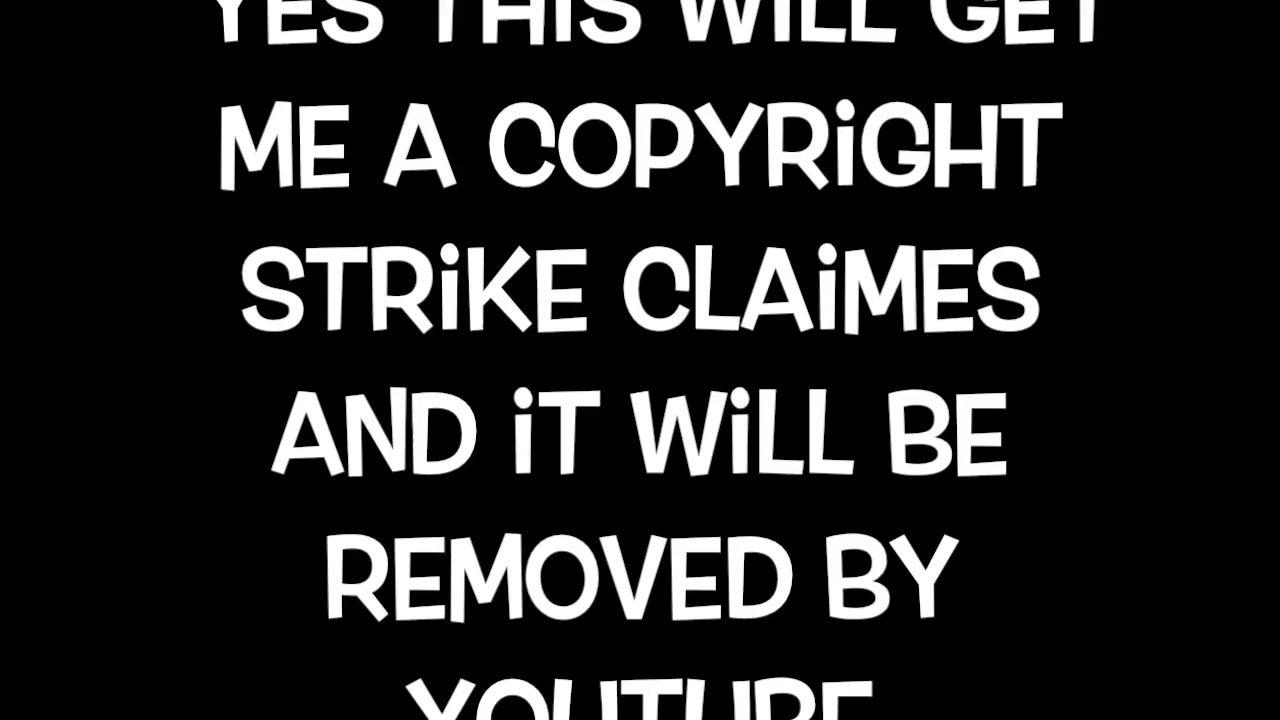 YES THIS WILL GET
ME A COPYRIGHT
STRIKE CLAIMES
AND IT WILL BE
REMOVED BY
YOUTUBE